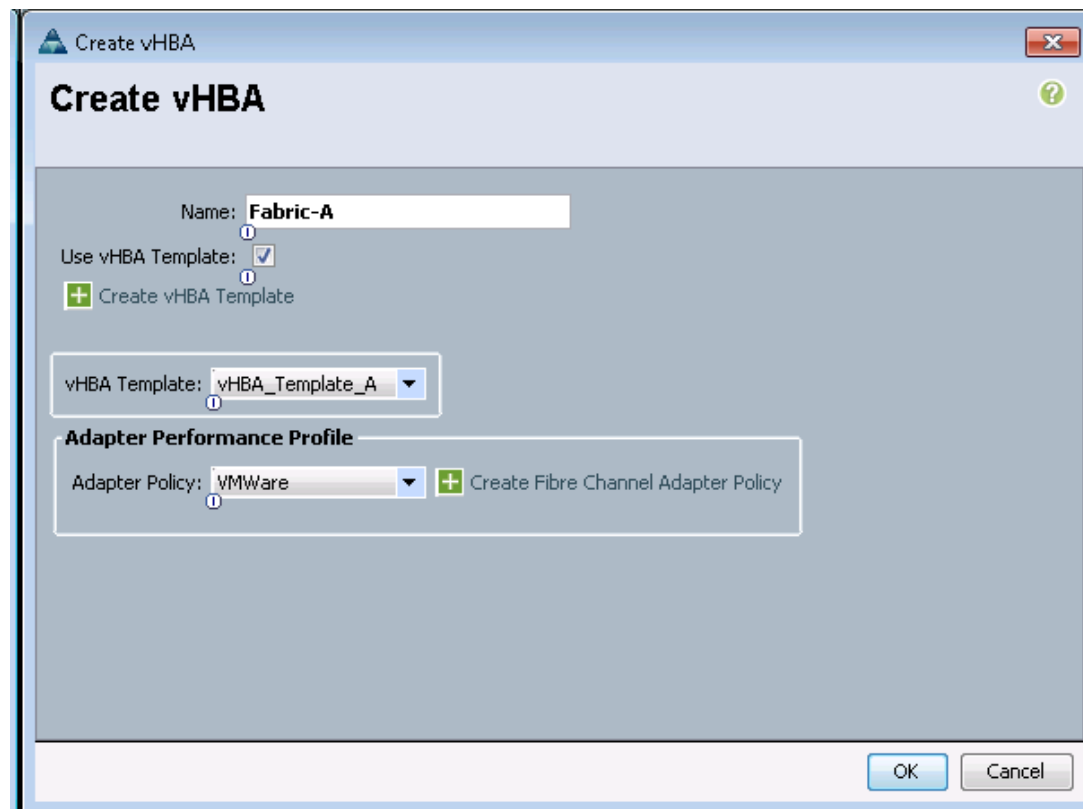 Create vHBA
Create vHBA
Name: Fabric-A
Use vHBA Template:
Create vHBA Template
vHBA Template: vHBA_Template_A
Adapter Performance Profile
Adapter Policy: VMWare Create Fibre Channel Adapter Policy
OK Cancel